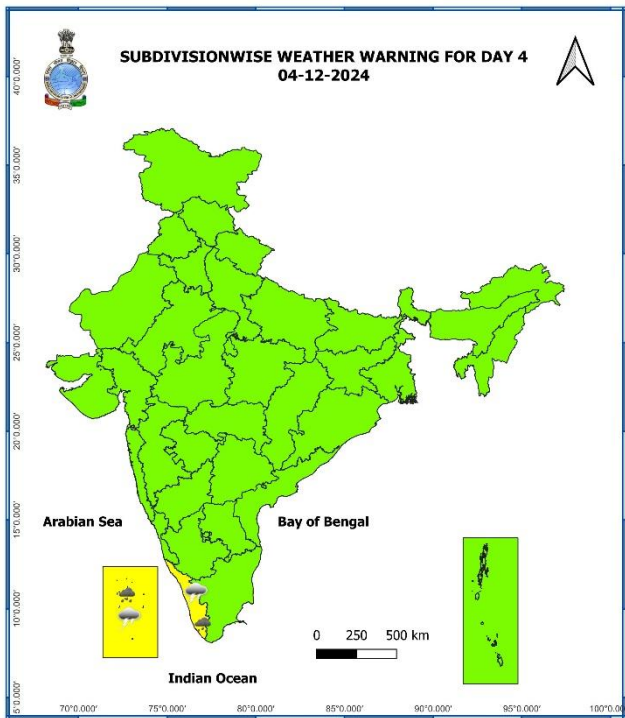 SUBDIVISIONWISE WEATHER WARNING FOR DAY 4
04-12-2024
40°0.000'
35°0.000'
30°0.000'
25°0.000'
20°0.000'
15°0.000'
10°0.000'
5°0.000'
Arabian Sea
Bay of Bengal
0 250 500 km
Indian Ocean
70°0.000' 75°0.000' 80°0.000' 85°0.000' 90°0.000' 95°0.000' 100°0.000'